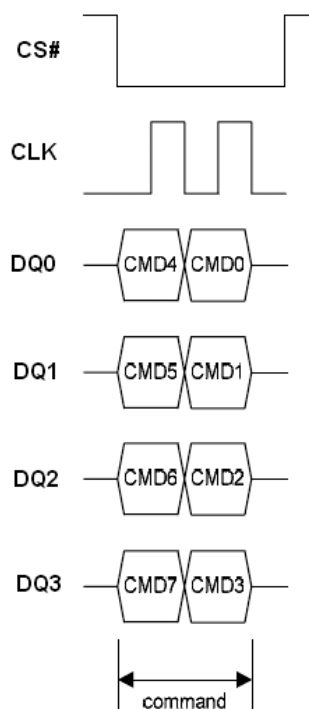 CS#
CLK
DQ0 CMD4 CMD0
DQ1 CMD5 CMD1
DQ2 CMD6 CMD2
DQ3 CMD7 CMD3
command